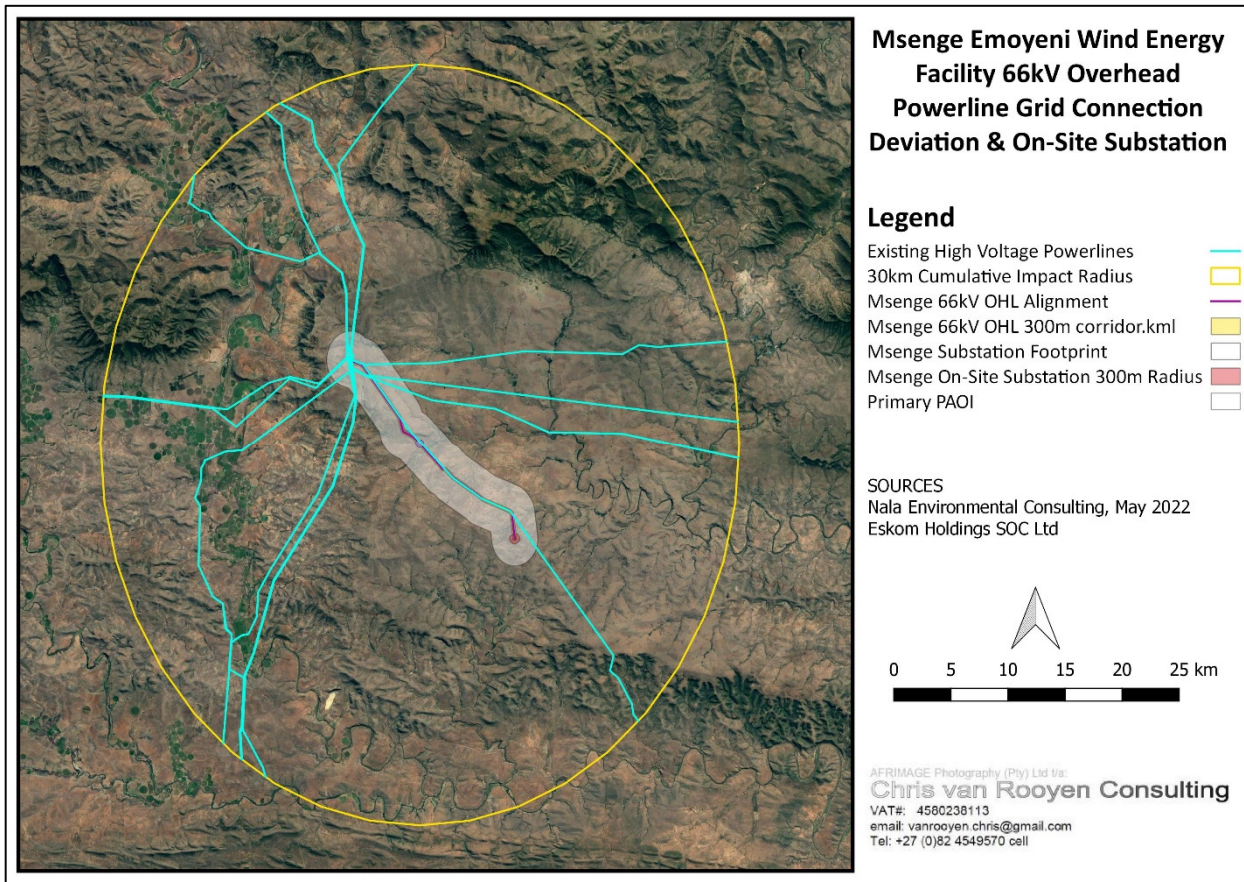 Msenge Emoyeni Wind Energy
Facility 66kV Overhead
Powerline Grid Connection
Deviation & On-Site Substation
Legend
Existing High Voltage Powerlines
30km Cumulative Impact Radius
Msenge 66kV OHL Alignment
Msenge 66kV OHL 300m corridor.kml
Msenge Substation Footprint
Msenge On-Site Substation 300m Radius
Primary PAOI
SOURCES
Nala Environmental Consulting, May 2022
Eskom Holdings SOC Ltd
0 5 10 15 20 25 km
AFRIMAGE Photography (Pty) Ltd t/a:
Chris van Rooyen Consulting
VAT#: 4580238113
email: vanrooyen.chris@gmail.com
Tel: +27 (0)82 4549570 cell